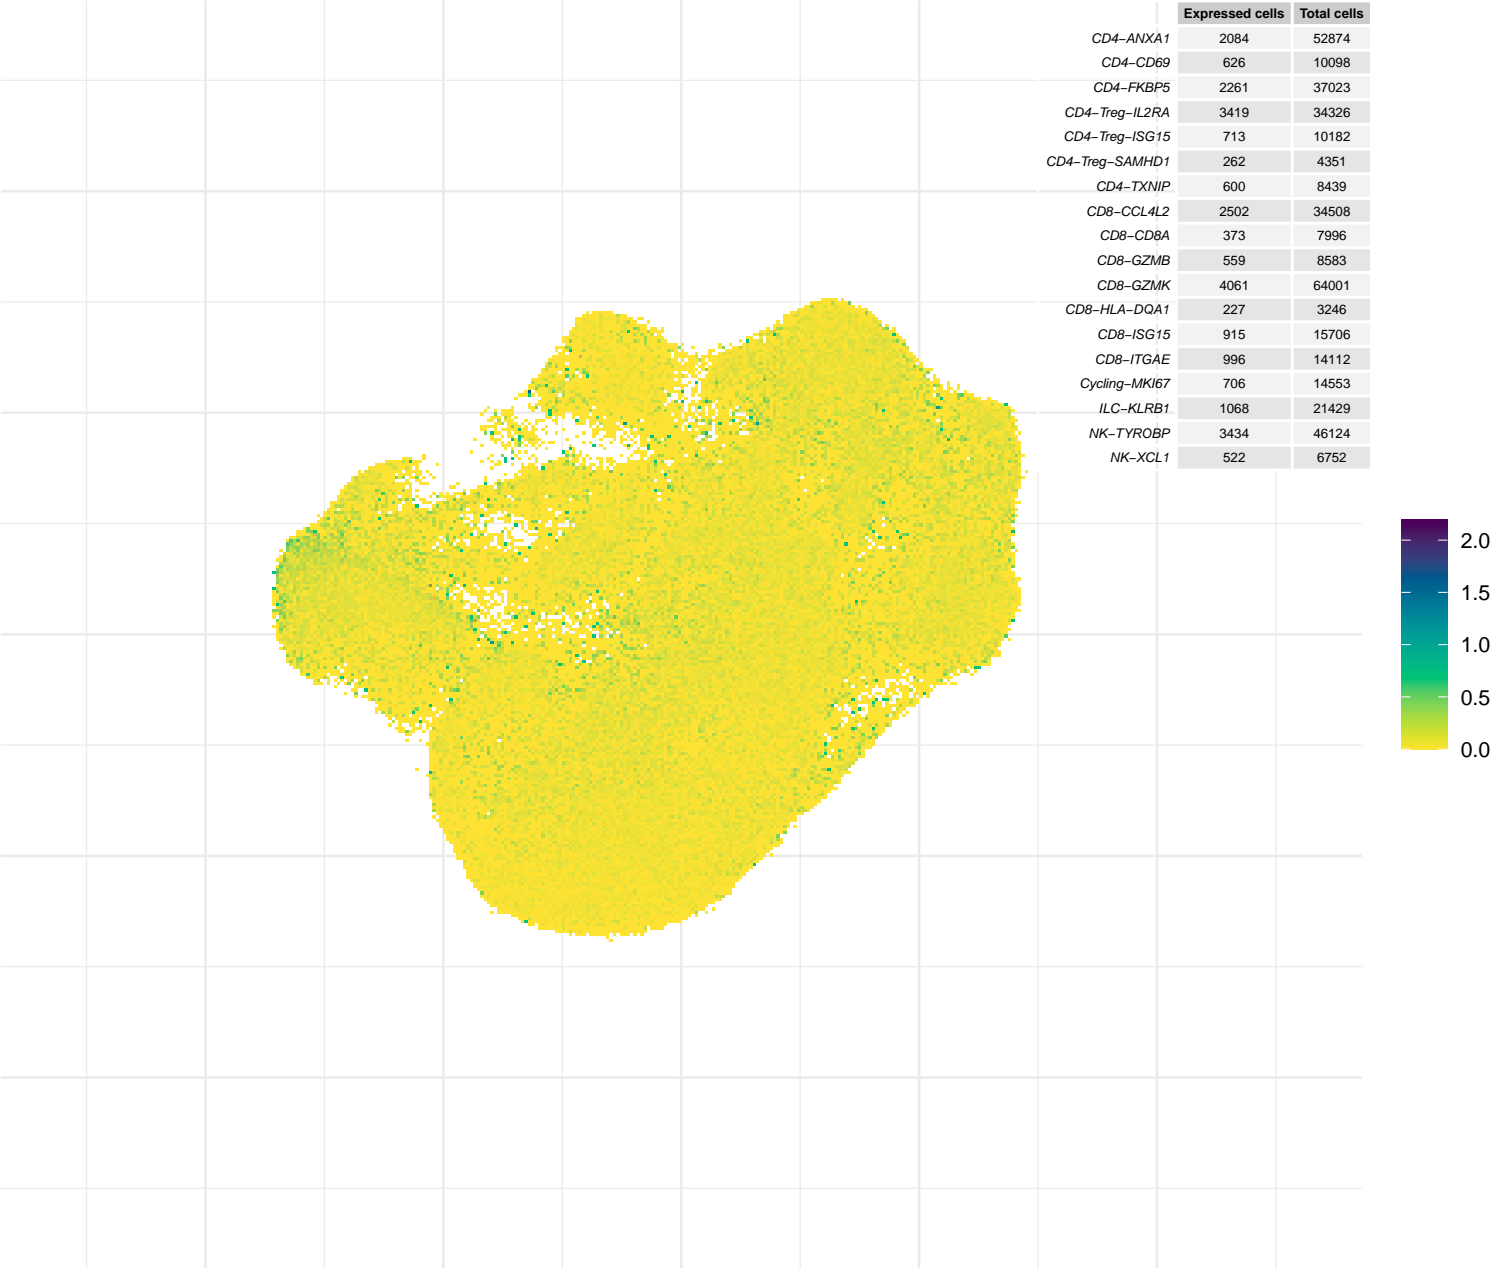 Expressed cells Total cells
CD4−ANXA1 2084 52874
CD4−CD69 626 10098
CD4−FKBP5 2261 37023
CD4−Treg−IL2RA 3419 34326
CD4−Treg−ISG15 713 10182
CD4−Treg−SAMHD1 262 4351
CD4−TXNIP 600 8439
CD8−CCL4L2 2502 34508
CD8−CD8A 373 7996
CD8−GZMB 559 8583
CD8−GZMK 4061 64001
CD8−HLA−DQA1 227 3246
CD8−ISG15 915 15706
CD8−ITGAE 996 14112
Cycling−MKI67 706 14553
ILC−KLRB1 1068 21429
NK−TYROBP 3434 46124
NK−XCL1 522 6752
2.0
1.5
1.0
0.5
0.0